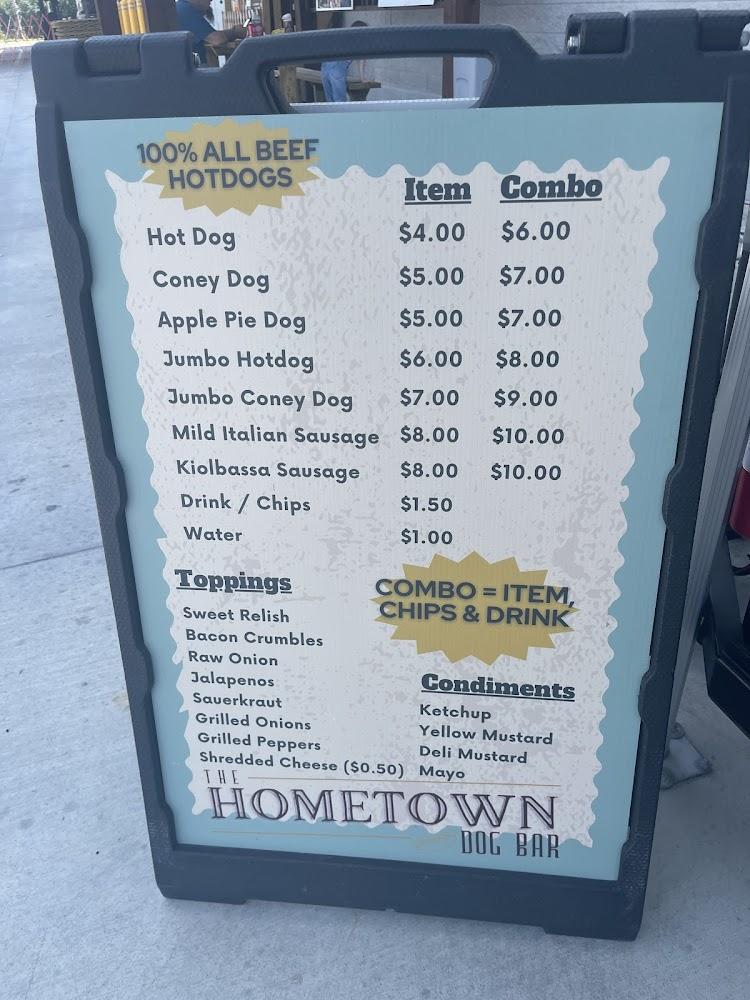 100% ALL BEEF
HOTDOGS
Item Combo
Hot Dog $4.00 $6.00
Coney Dog $5.00 $7.00
Apple Pie Dog $5.00 $7.00
Jumbo Hotdog $6.00 $8.00
Jumbo Coney Dog $7.00 $9.00
Mild Italian Sausage $8.00 $10.00
Kiolbassa Sausage $8.00 $10.00
Drink / Chips $1.50
Water $1.00
COMBO = ITEM,
CHIPS & DRINK
Toppings
Sweet Relish
Bacon Crumbles
Raw Onion
Jalapenos
Sauerkraut
Grilled Onions
Grilled Peppers
Shredded Cheese ($0.50)
Condiments
Ketchup
Yellow Mustard
Deli Mustard
Mayo
THE
HOMETOWN
DOG BAR